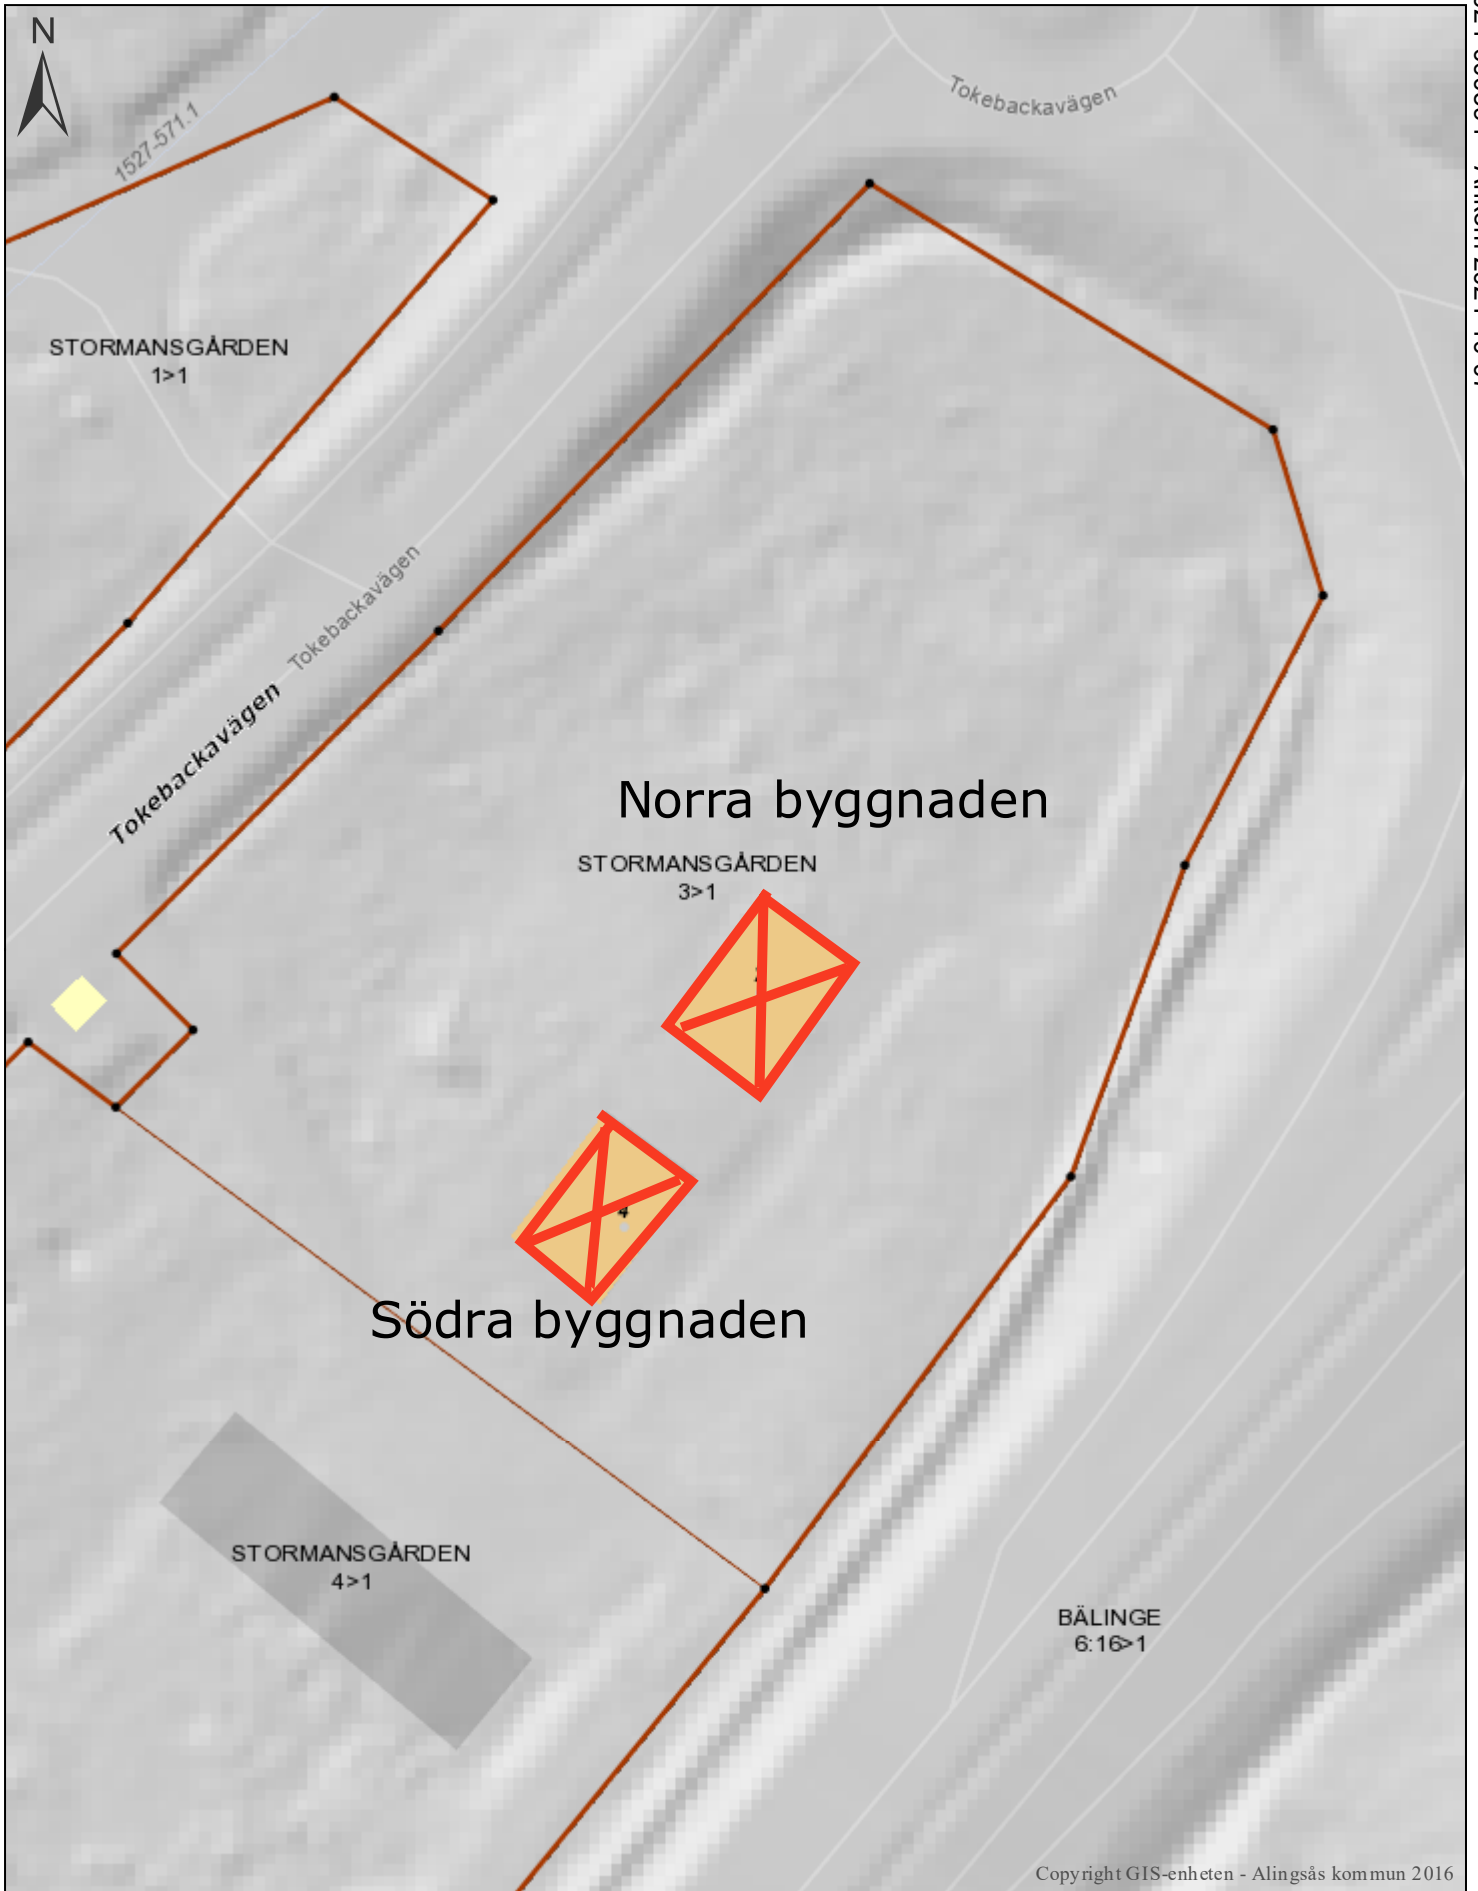 N
1527-571.1
Tokebackavägen
STORMANSGÅRDEN
1>1
Tokebackavägen
Tokebackavägen
Norra byggnaden
STORMANSGÅRDEN
3>1
4
Södra byggnaden
STORMANSGÅRDEN
4>1
BÄLINGE
6:16>1
Copyright GIS-enheten - Alingsås kommun 2016